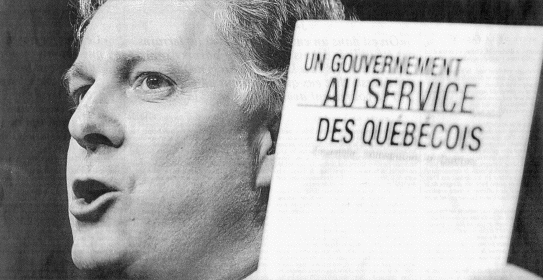 UN GOUVERNEMENT
AU SERVICE
DES QUÉBÉCOIS